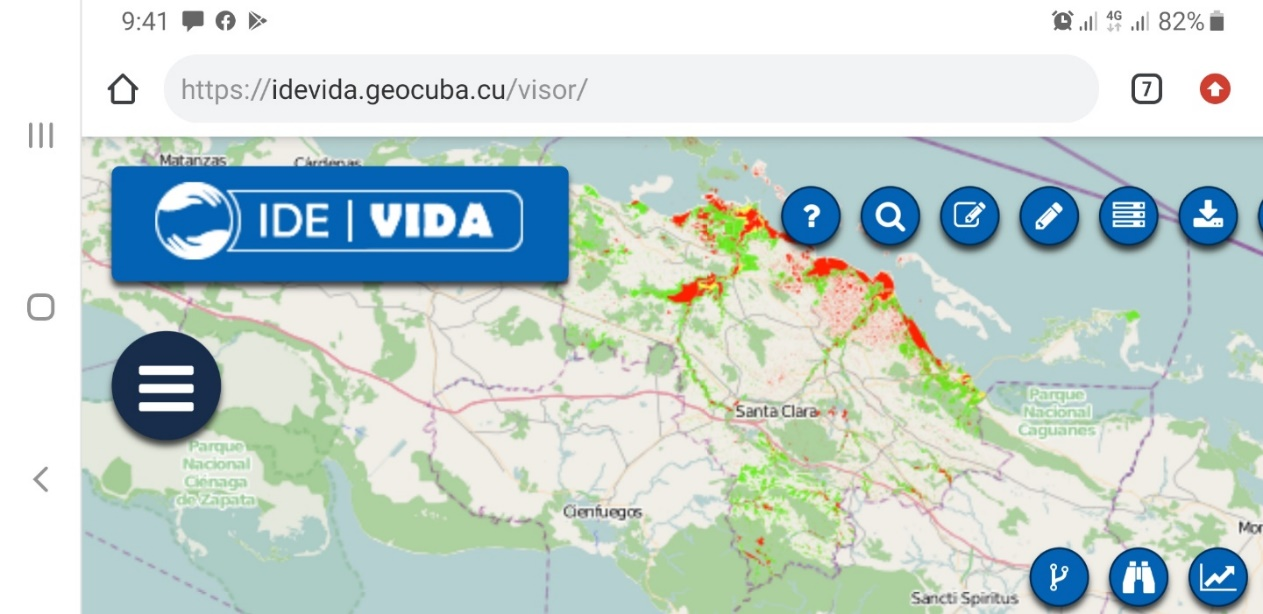 9:41
4G
82%
https://idevida.geocuba.cu/visor/
7
Matanzas
Cárdenas
IDE | VIDA
?
Santa Clara
Parque
Nacional
Caguanes
Parque
Nacional
Ciénaga
de Zapata
Cienfuegos
Mor
Sancti Spíritus